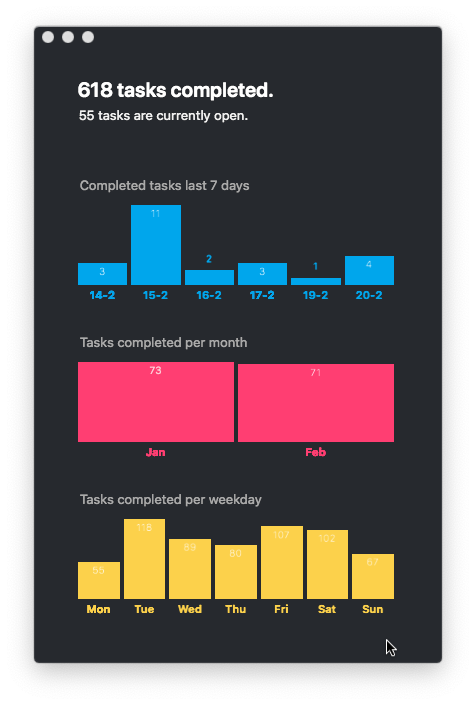 618 tasks completed.
55 tasks are currently open.
Completed tasks last 7 days
3 11 2 3 1 4
14-2 15-2 16-2 17-2 19-2 20-2
Tasks completed per month
73 71
Jan Feb
Tasks completed per weekday
55 118 89 80 107 102 67
Mon Tue Wed Thu Fri Sat Sun